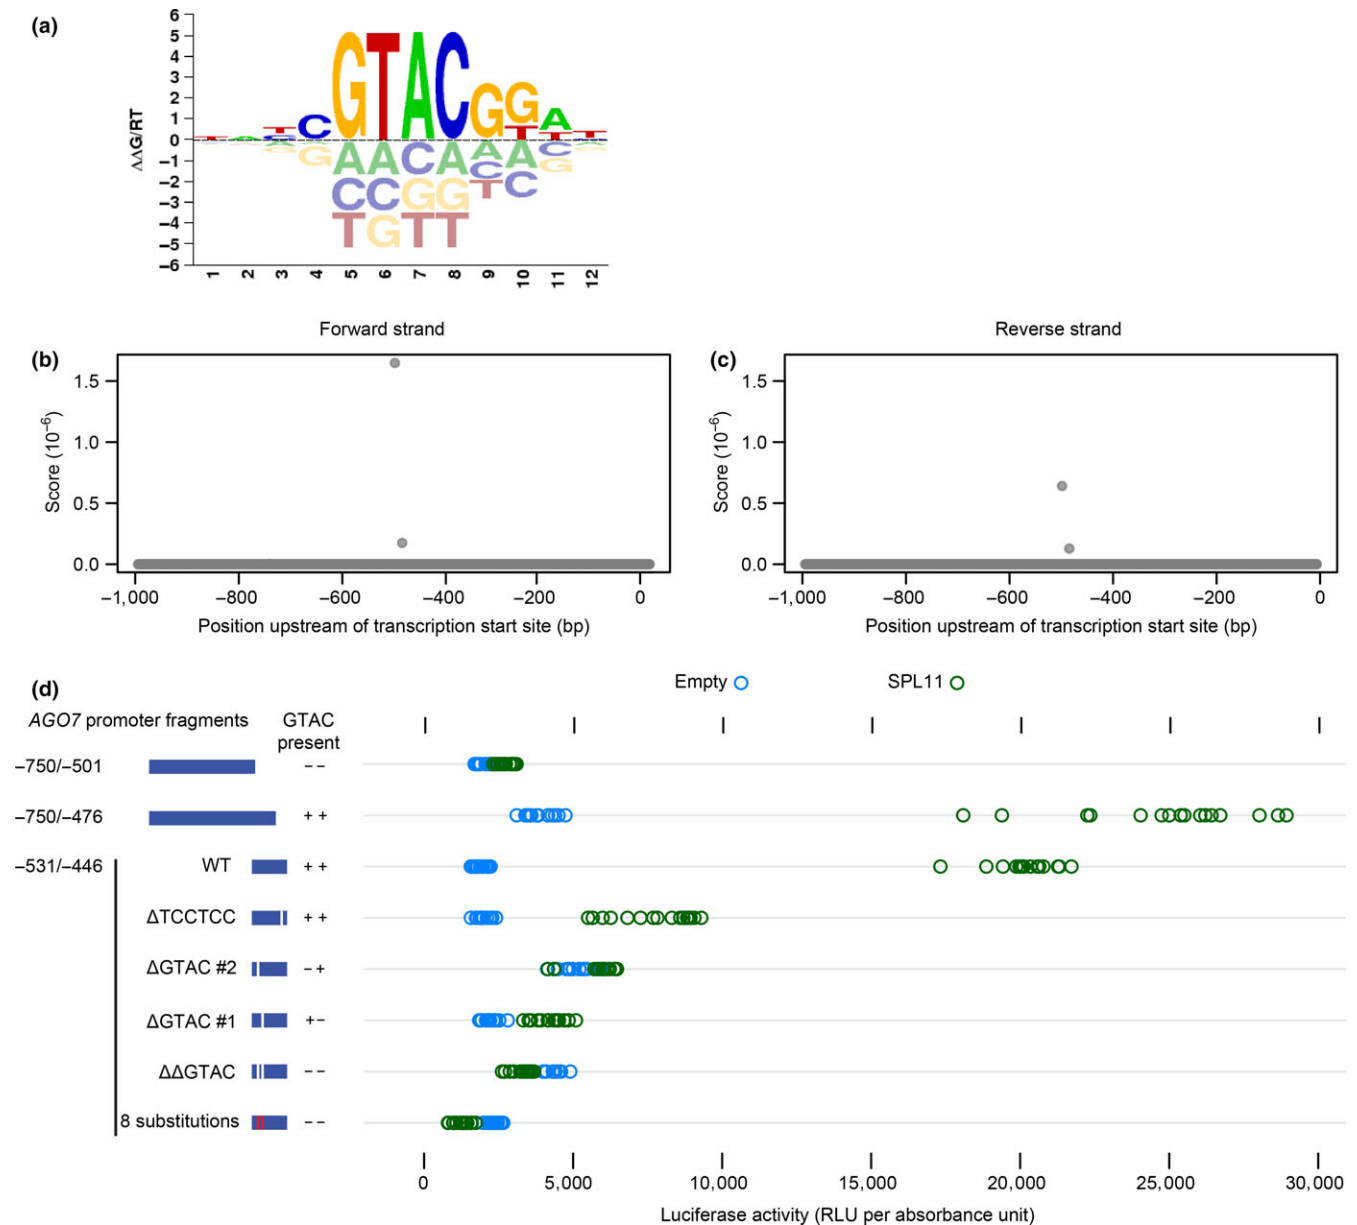 (a)
6
5
4
3
2
1
0
−1
−2
−3
−4
−5
−6
ΔΔG/RT
T A T C GTAC G G A T
C T T C
A G A A C A A A C
G C C G G C C G
T G T T T
1 2 3 4 5 6 7 8 9 10 11 12
Forward strand
(b)
1.5
1.0
0.5
0.0
Score (10−6)
−1,000 −800 −600 −400 −200 0
Position upstream of transcription start site (bp)
Reverse strand
(c)
1.5
1.0
0.5
0.0
Score (10−6)
−1,000 −800 −600 −400 −200 0
Position upstream of transcription start site (bp)
(d)
Empty SPL11
AGO7 promoter fragments
GTAC
present
−750/−501 − −
−750/−476 + +
−531/−446 WT + +
ΔTCCTCC + +
ΔGTAC #2 − +
ΔGTAC #1 + −
ΔΔGTAC − −
8 substitutions − −
0 5,000 10,000 15,000 20,000 25,000 30,000
Luciferase activity (RLU per absorbance unit)